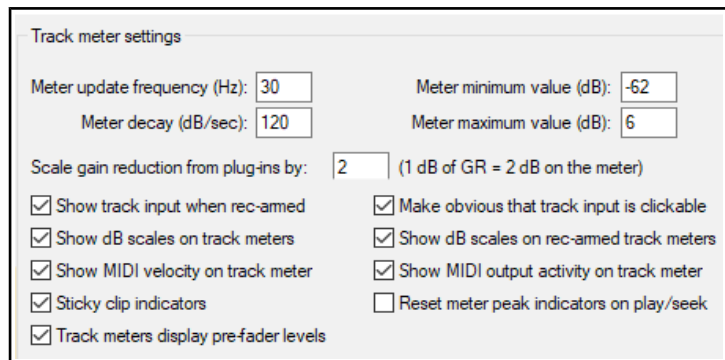 Track meter settings
Meter update frequency (Hz): 30 Meter minimum value (dB): -62
Meter decay (dB/sec): 120 Meter maximum value (dB): 6
Scale gain reduction from plug-ins by: 2 (1 dB of GR = 2 dB on the meter)
Show track input when rec-armed Make obvious that track input is clickable
Show dB scales on track meters Show dB scales on rec-armed track meters
Show MIDI velocity on track meter Show MIDI output activity on track meter
Sticky clip indicators Reset meter peak indicators on play/seek
Track meters display pre-fader levels